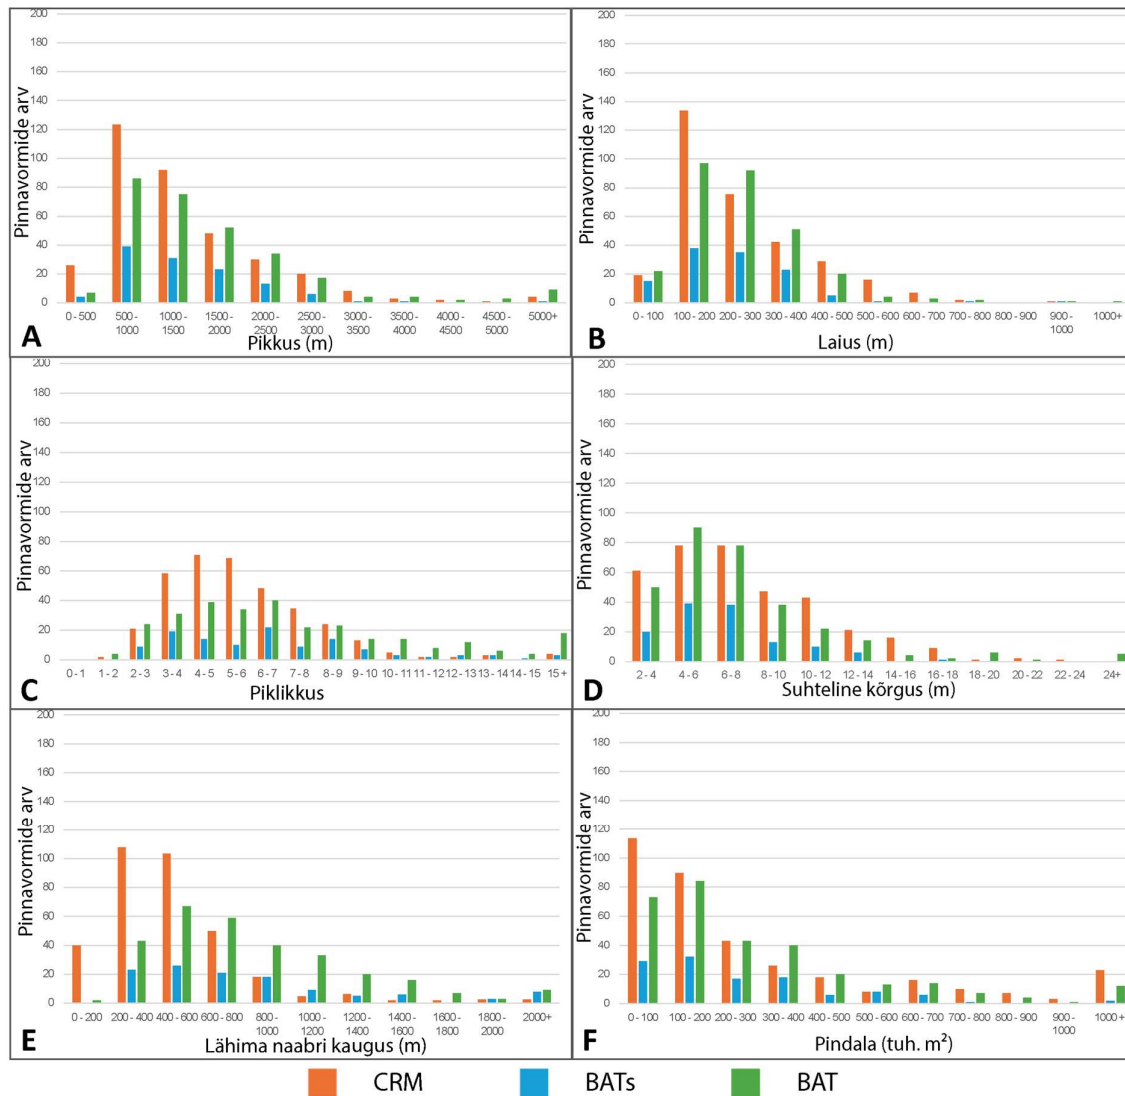 200
180
160
140
120
100
80
60
40
20
0
Pinnavormide arv
0 - 500
500 - 1000
1000 - 1500
1500 - 2000
2000 - 2500
2500 - 3000
3000 - 3500
3500 - 4000
4000 - 4500
4500 - 5000
5000+
A
Pikkus (m)
200
180
160
140
120
100
80
60
40
20
0
Pinnavormide arv
0 - 100
100 - 200
200 - 300
300 - 400
400 - 500
500 - 600
600 - 700
700 - 800
800 - 900
900 - 1000
1000+
B
Laius (m)
200
180
160
140
120
100
80
60
40
20
0
Pinnavormide arv
0 - 1
1 - 2
2 - 3
3 - 4
4 - 5
5 - 6
6 - 7
7 - 8
8 - 9
9 - 10
10 - 11
11 - 12
12 - 13
13 - 14
14 - 15
15 +
C
Piklikkus
200
180
160
140
120
100
80
60
40
20
0
Pinnavormide arv
2 - 4
4 - 6
6 - 8
8 - 10
10 - 12
12 - 14
14 - 16
16 - 18
18 - 20
20 - 22
22 - 24
24+
D
Suhteline kõrgus (m)
200
180
160
140
120
100
80
60
40
20
0
Pinnavormide arv
0 - 200
200 - 400
400 - 600
600 - 800
800 - 1000
1000 - 1200
1200 - 1400
1400 - 1600
1600 - 1800
1800 - 2000
2000+
E
Lähima naabri kaugus (m)
200
180
160
140
120
100
80
60
40
20
0
Pinnavormide arv
0 - 100
100 - 200
200 - 300
300 - 400
400 - 500
500 - 600
600 - 700
700 - 800
800 - 900
900 - 1000
1000+
F
Pindala (tuh. m²)
CRM
BATs
BAT